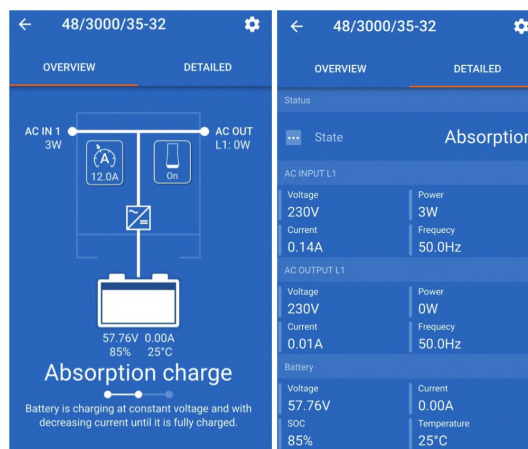 48/3000/35-32
OVERVIEW DETAILED
AC IN 1
3W
A
12.0A
On
AC OUT
L1: 0W
57.76V 0.00A
85% 25°C
Absorption charge
Battery is charging at constant voltage and with
decreasing current until it is fully charged.
48/3000/35-32
OVERVIEW DETAILED
Status
State Absorption
AC INPUT L1
Voltage Power
230V 3W
Current Frequecy
0.14A 50.0Hz
AC OUTPUT L1
Voltage Power
230V 0W
Current Frequecy
0.01A 50.0Hz
Battery
Voltage Current
57.76V 0.00A
SOC Temperature
85% 25°C